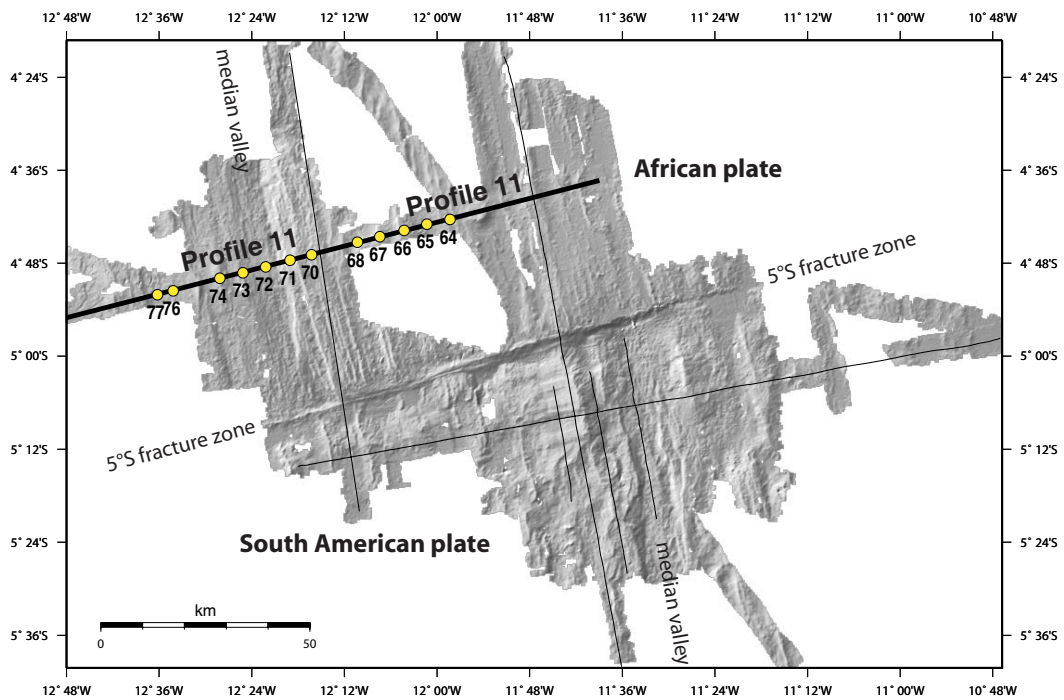 12° 48'W 12° 36'W 12° 24'W 12° 12'W 12° 00'W 11° 48'W 11° 36'W 11° 24'W 11° 12'W 11° 00'W 10° 48'W
4° 24'S 4° 24'S
median valley
4° 36'S 4° 36'S
African plate
Profile 11
Profile 11
4° 48'S 4° 48'S
77 76 74 73 72 71 70 68 67 66 65 64
5°S fracture zone
5° 00'S 5° 00'S
5° 12'S 5° 12'S
5°S fracture zone
South American plate
5° 24'S 5° 24'S
median valley
km
0 50
5° 36'S 5° 36'S
12° 48'W 12° 36'W 12° 24'W 12° 12'W 12° 00'W 11° 48'W 11° 36'W 11° 24'W 11° 12'W 11° 00'W 10° 48'W